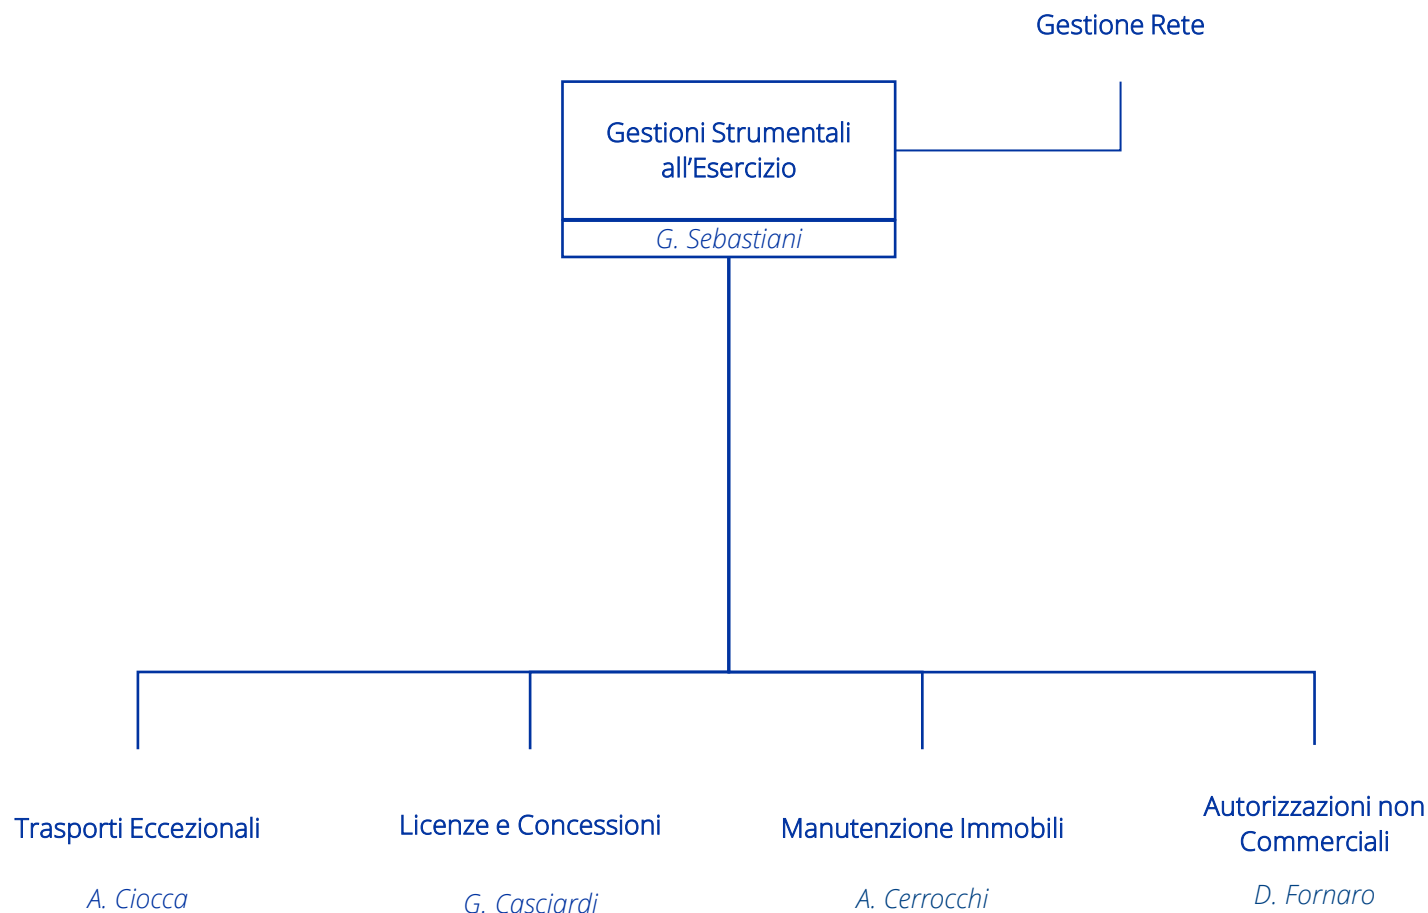 Gestione Rete
Gestioni Strumentali
all’Esercizio
G. Sebastiani
Trasporti Eccezionali
A. Ciocca
Licenze e Concessioni
G. Casciardi
Manutenzione Immobili
A. Cerrocchi
Autorizzazioni non
Commerciali
D. Fornaro